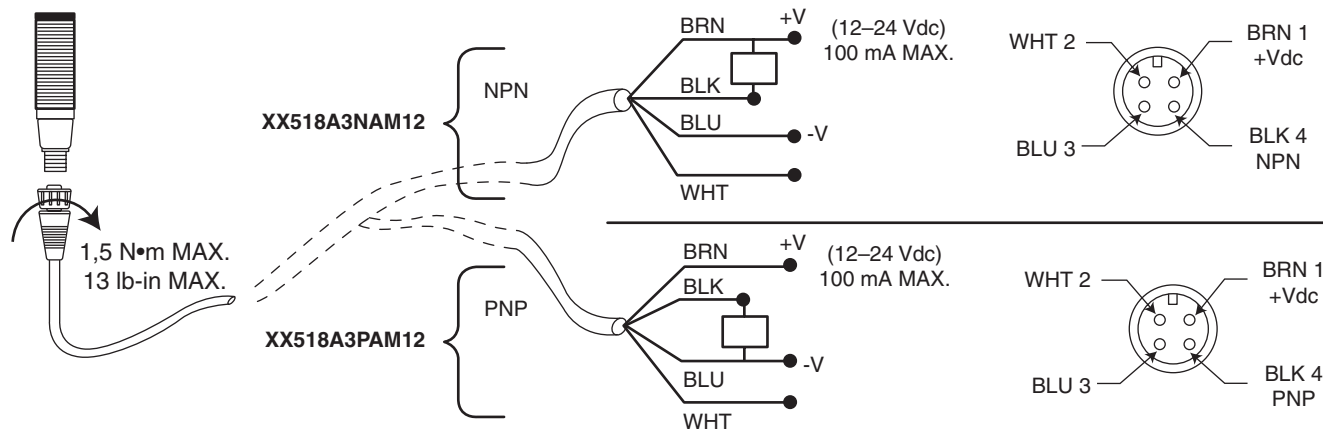 1,5 N•m MAX.
13 lb-in MAX.
XX518A3NAM12
NPN
BRN
+V
BLK
BLU
-V
WHT
(12–24 Vdc)
100 mA MAX.
WHT 2
BRN 1
+Vdc
BLU 3
BLK 4
NPN
XX518A3PAM12
PNP
BRN
+V
BLK
BLU
-V
WHT
(12–24 Vdc)
100 mA MAX.
WHT 2
BRN 1
+Vdc
BLU 3
BLK 4
PNP